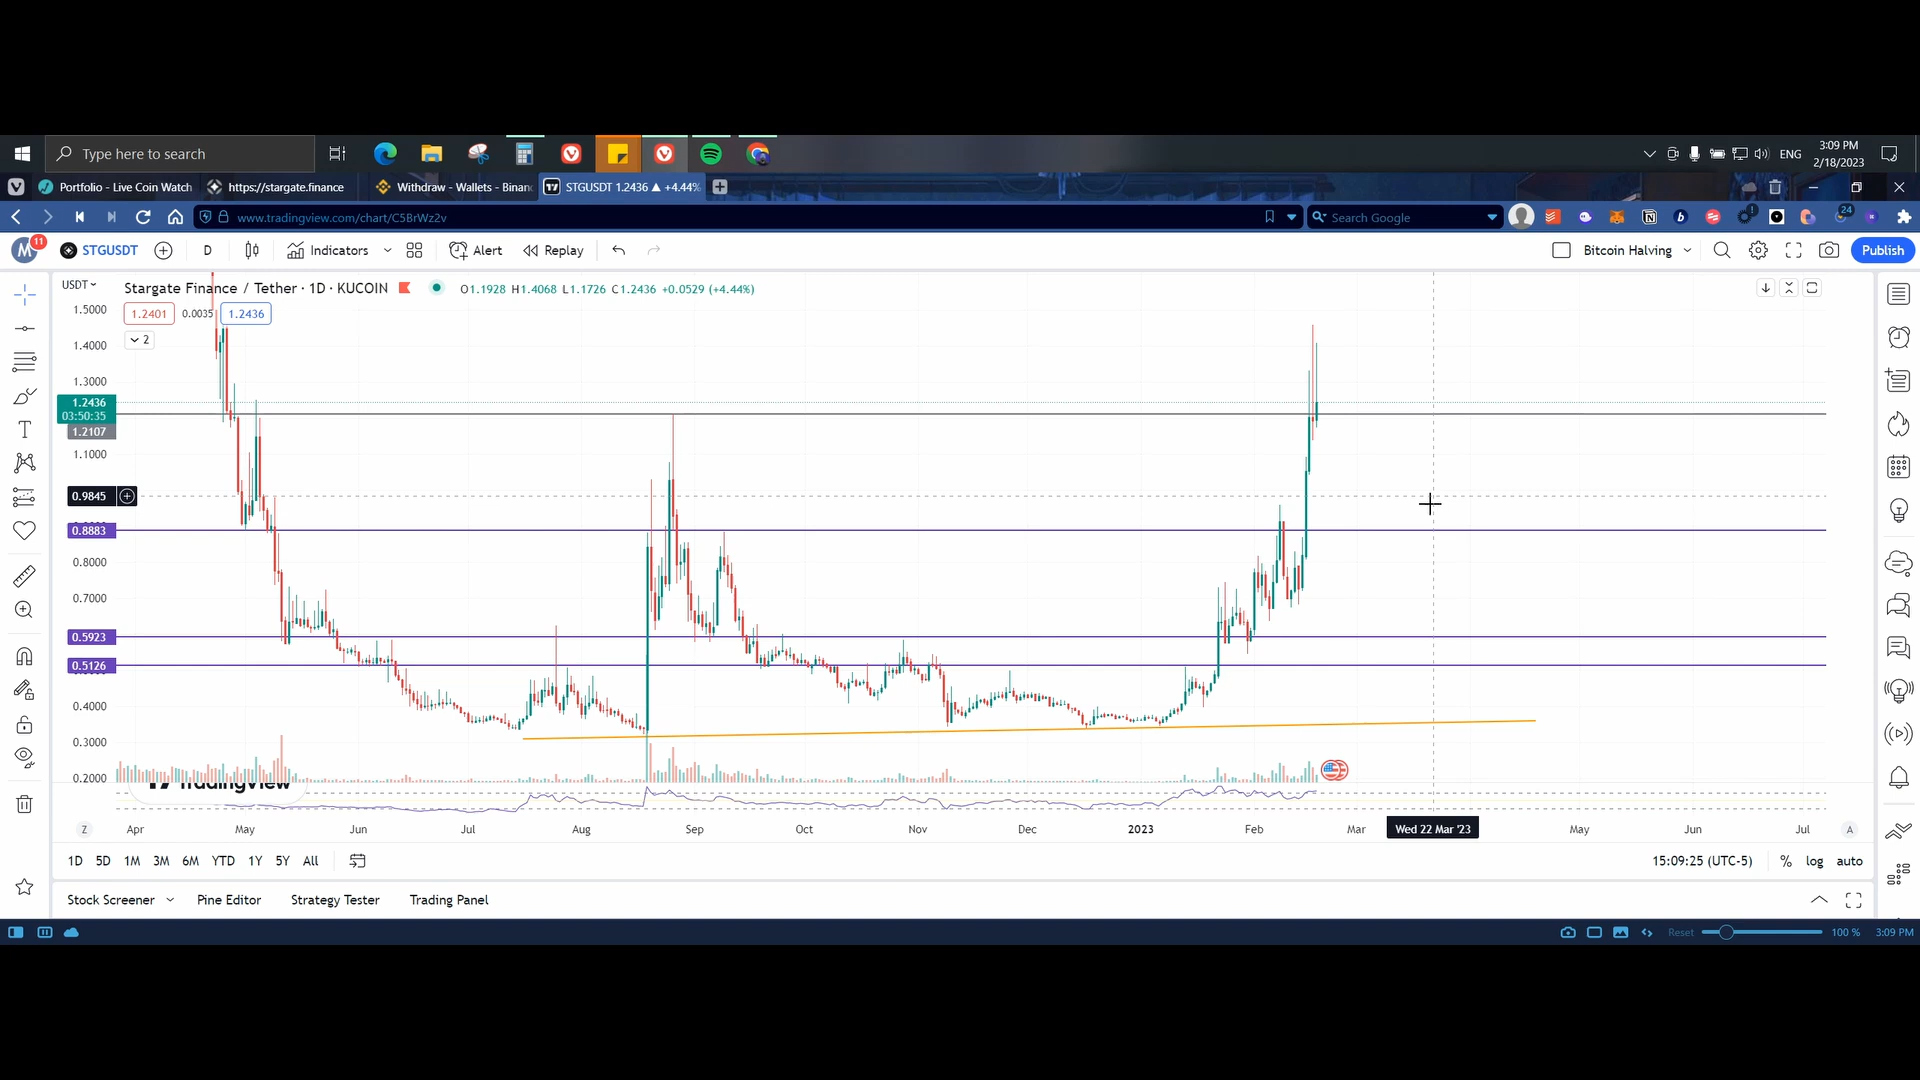 Type here to search
ENG
3:09 PM
2/18/2023
Portfolio - Live Coin Watch
https://stargate.finance
Withdraw - Wallets - Binanc
STGUSDT 1.2436 ▲ +4.44%
www.tradingview.com/chart/C5BrWz2v
Search Google
24
M
11
STGUSDT
D
Indicators
Alert
Replay
Bitcoin Halving
Publish
USDT
Stargate Finance / Tether · 1D · KUCOIN
O1.1928 H1.4068 L1.1726 C1.2436 +0.0529 (+4.44%)
1.2401
0.0035
1.2436
2
1.5000
1.4000
1.3000
1.2436
03:50:35
1.2107
1.1000
0.9845
0.8883
0.8000
0.7000
0.5923
0.5126
0.4000
0.3000
0.2000
TradingView
Z
Apr
May
Jun
Jul
Aug
Sep
Oct
Nov
Dec
2023
Feb
Mar
Wed 22 Mar '23
May
Jun
Jul
A
1D
5D
1M
3M
6M
YTD
1Y
5Y
All
15:09:25 (UTC-5)
%
log
auto
Stock Screener
Pine Editor
Strategy Tester
Trading Panel
Reset
100 %
3:09 PM